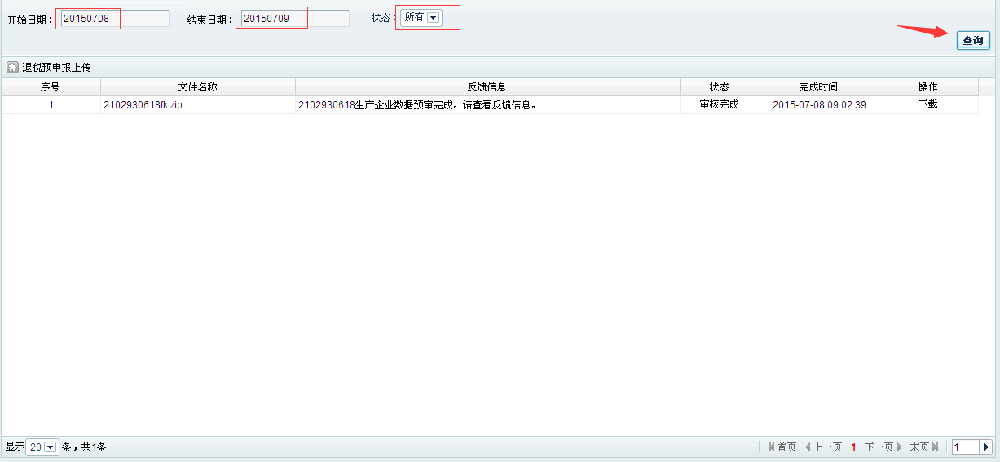 开始日期：20150708 结束日期：20150709 状态：所有
查询
退税预申报上传
序号 文件名称 反馈信息 状态 完成时间 操作
1 2102930618fk.zip 2102930618生产企业数据预审完成。请查看反馈信息。 审核完成 2015-07-08 09:02:39 下载
显示 20 条，共1条 首页 上一页 1 下一页 末页 1